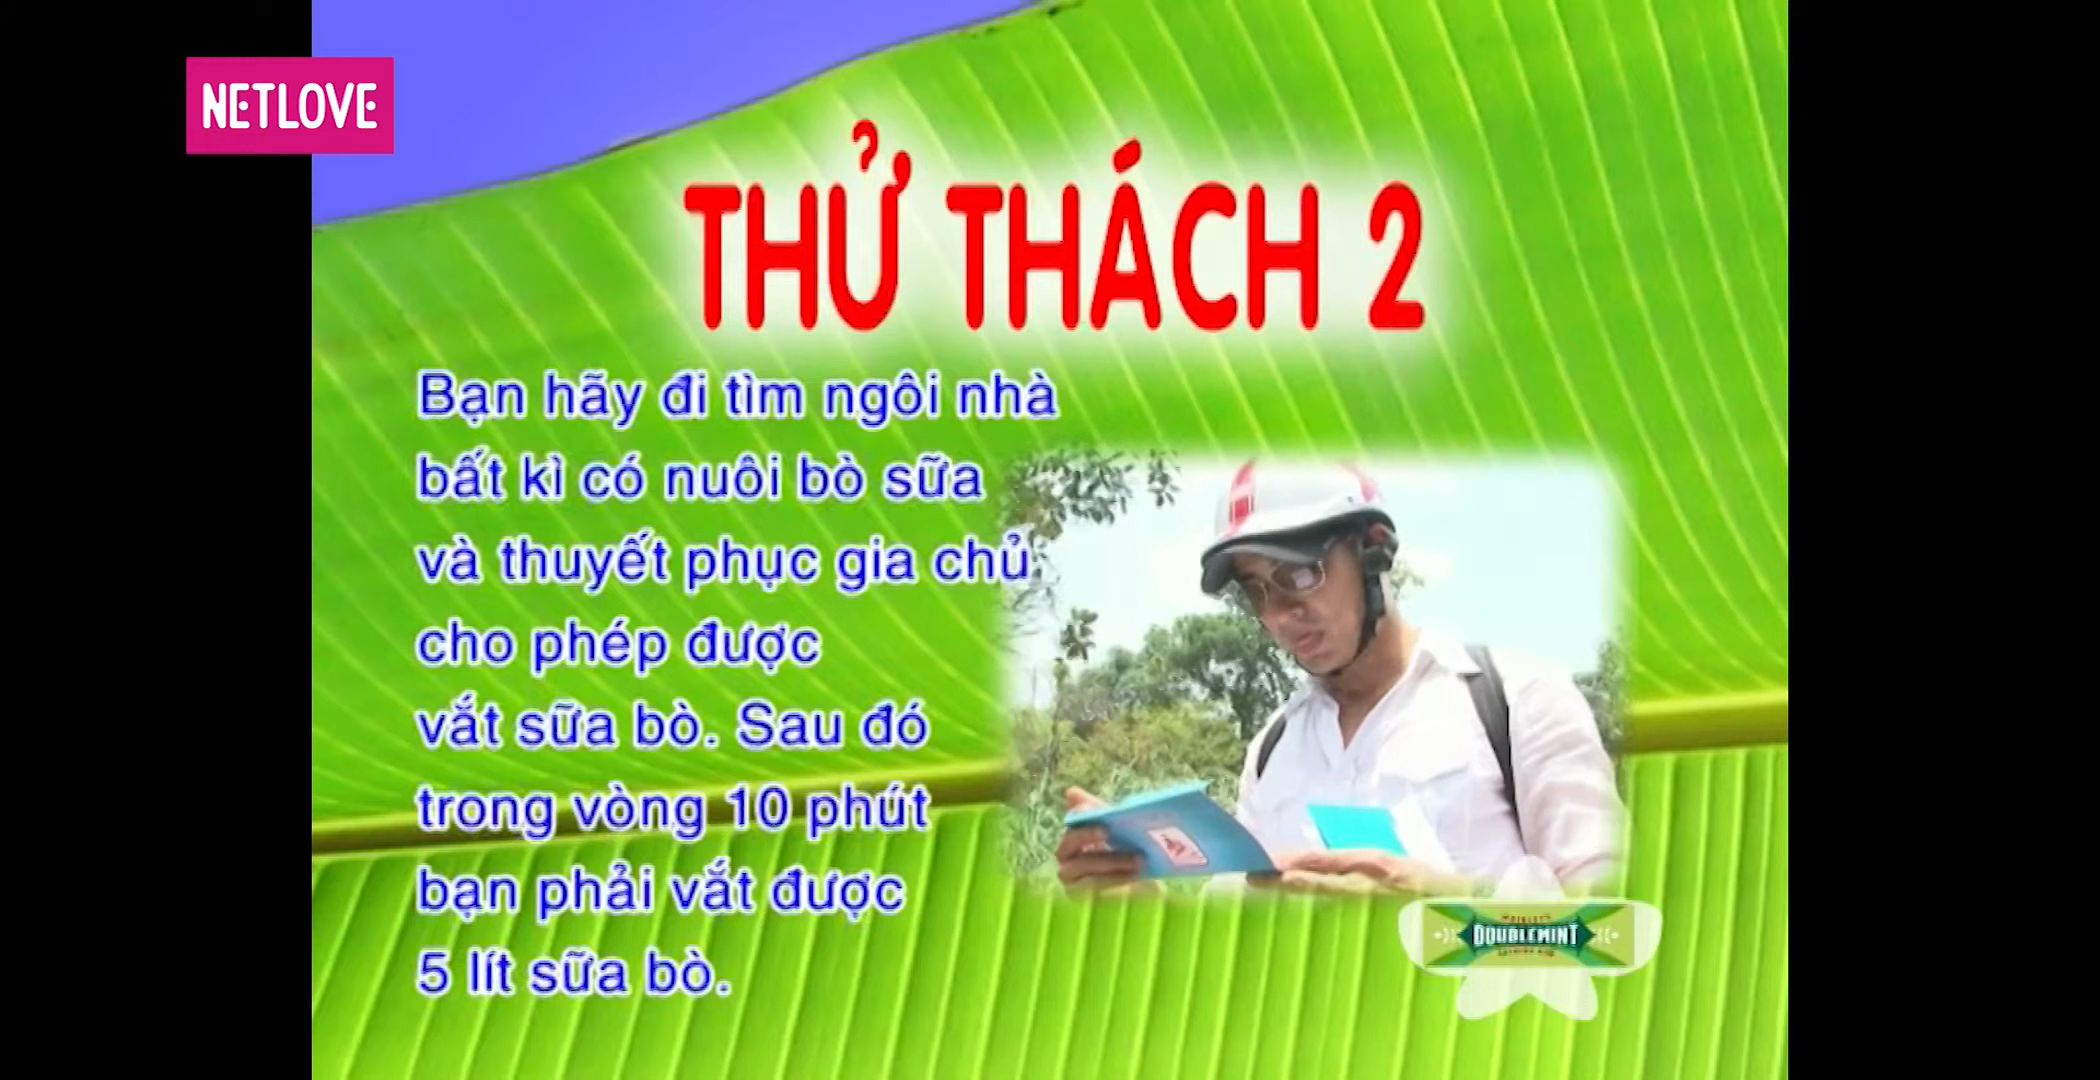 NETLOVE
THỬ THÁCH 2
Bạn hãy đi tìm ngôi nhà
bất kì có nuôi bò sữa
và thuyết phục gia chủ
cho phép được
vắt sữa bò. Sau đó
trong vòng 10 phút
bạn phải vắt được
5 lít sữa bò.
DOUBLEMINT